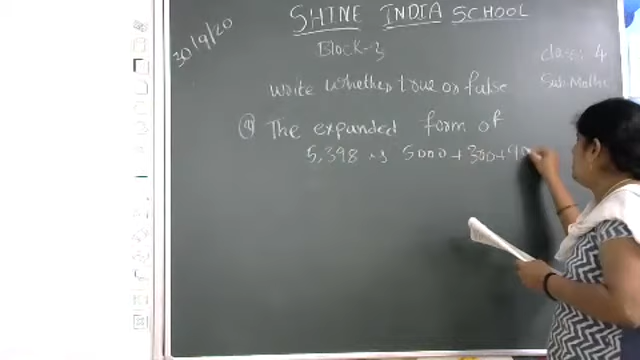 30/9/20
SHINE INDIA SCHOOL
Block-3
class: 4
Write Whether true or false
Sub: Maths
The expanded form of
5,398 is 5000+300+90